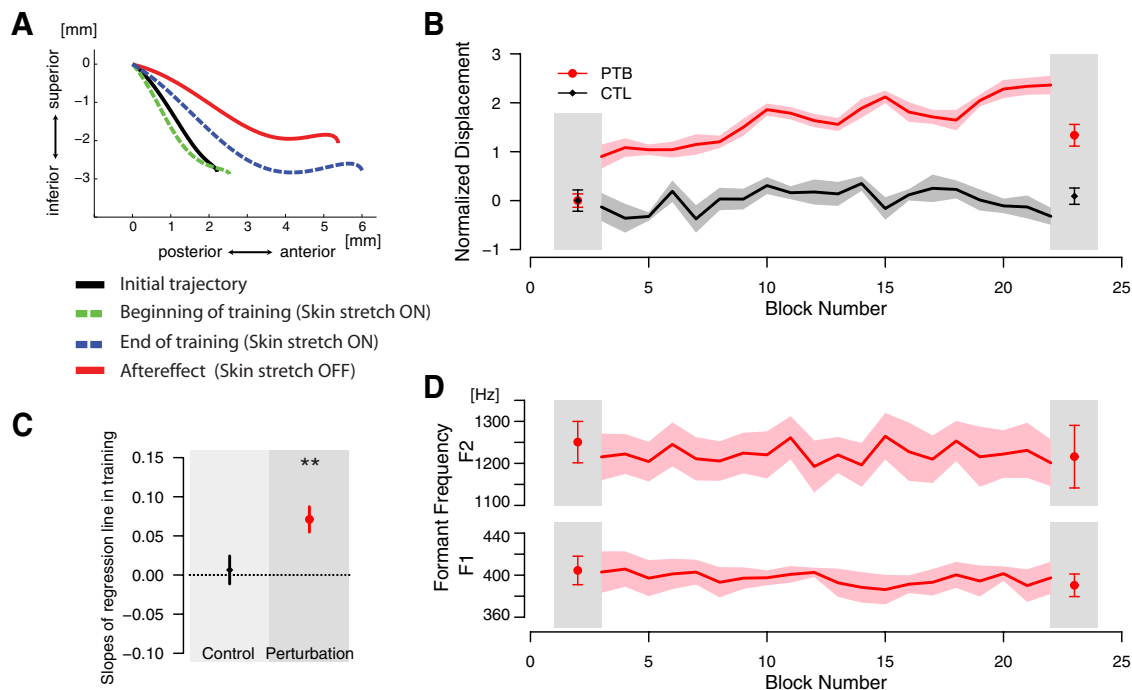 A
[mm]
superior
inferior
0
−1
−2
−3
0 1 2 3 4 5 6
[mm]
posterior anterior
Initial trajectory
Beginning of training (Skin stretch ON)
End of training (Skin stretch ON)
Aftereffect (Skin stretch OFF)
B
Normalized Displacement
3
2
1
0
−1
PTB
CTL
0 5 10 15 20 25
Block Number
C
Slopes of regression line in training
0.15
0.10
0.05
0.00
−0.05
−0.10
**
Control Perturbation
D
[Hz]
Formant Frequency
F2
1300
1200
1100
F1
440
400
360
0 5 10 15 20 25
Block Number